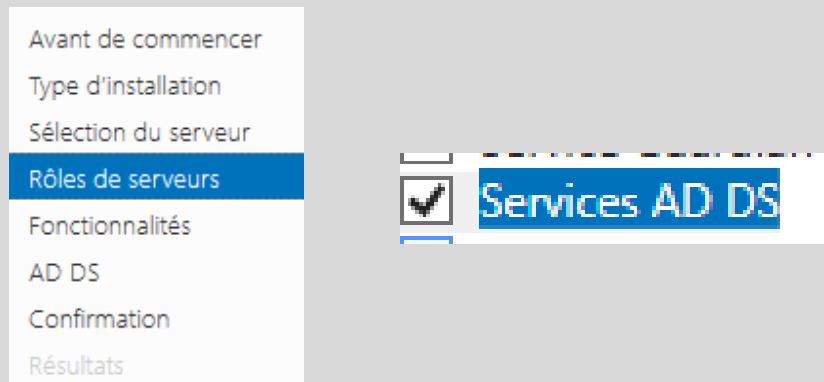 Avant de commencer
Type d'installation
Sélection du serveur
Rôles de serveurs
Fonctionnalités
AD DS
Confirmation
Résultats
Services AD DS